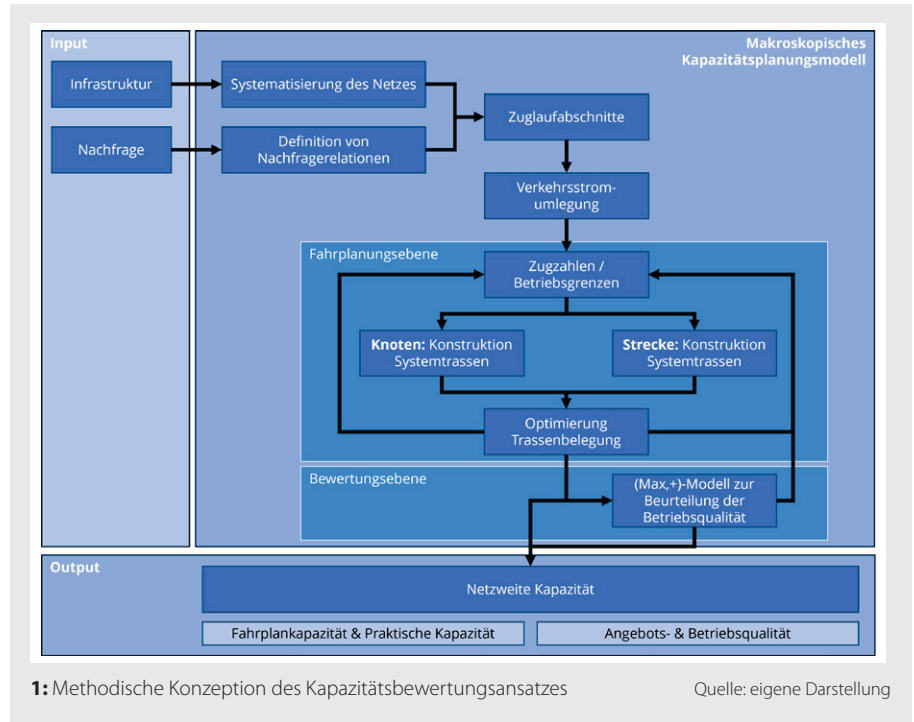 Input
Makroskopisches
Kapazitätsplanungsmodell
Infrastruktur
Systematisierung des Netzes
Zuglaufabschnitte
Nachfrage
Definition von
Nachfragerelationen
Verkehrsstrom-
umlegung
Fahrplanungsebene
Zugzahlen /
Betriebsgrenzen
Knoten: Konstruktion
Systemtrassen
Strecke: Konstruktion
Systemtrassen
Optimierung
Trassenbelegung
Bewertungsebene
(Max,+)-Modell zur
Beurteilung der
Betriebsqualität
Output
Netzweite Kapazität
Fahrplankapazität & Praktische Kapazität
Angebots- & Betriebsqualität
1: Methodische Konzeption des Kapazitätsbewertungsansatzes
Quelle: eigene Darstellung